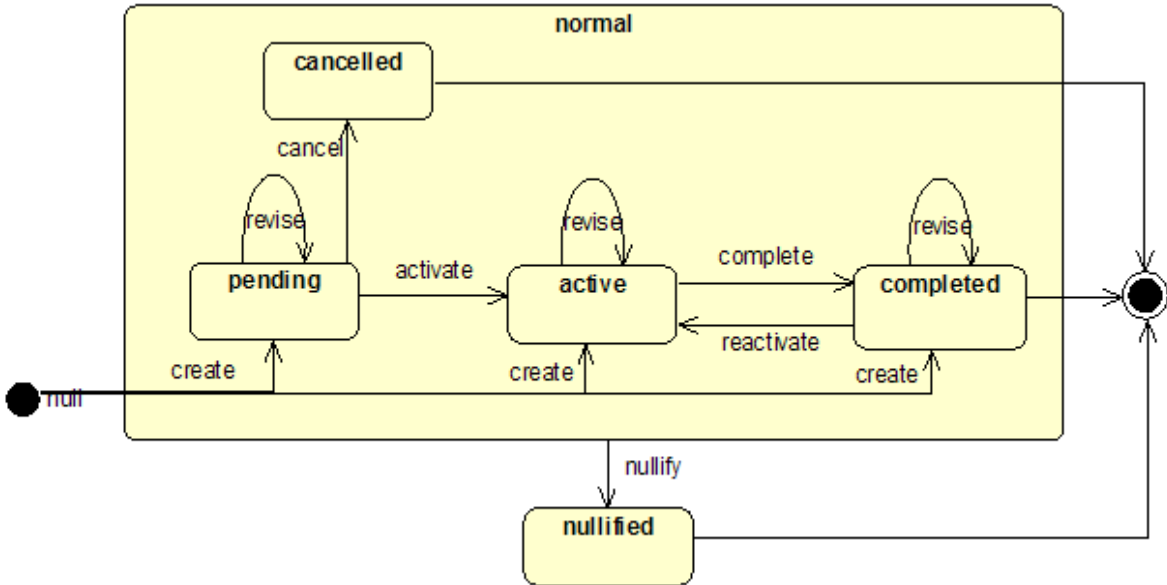 normal
cancelled
cancel
revise
revise
revise
pending
activate
active
complete
completed
reactivate
create
create
create
null
nullify
nullified